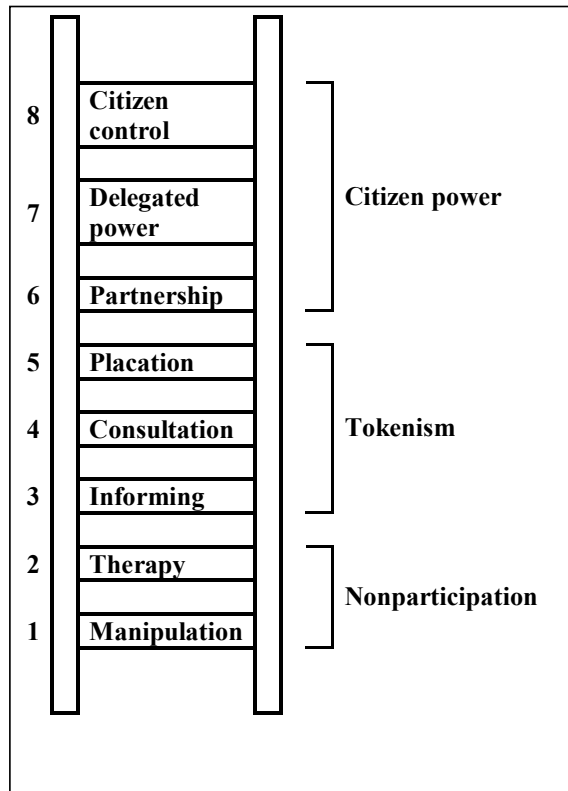 8
Citizen
control
7
Delegated
power
Citizen power
6
Partnership
5
Placation
4
Consultation
Tokenism
3
Informing
2
Therapy
Nonparticipation
1
Manipulation